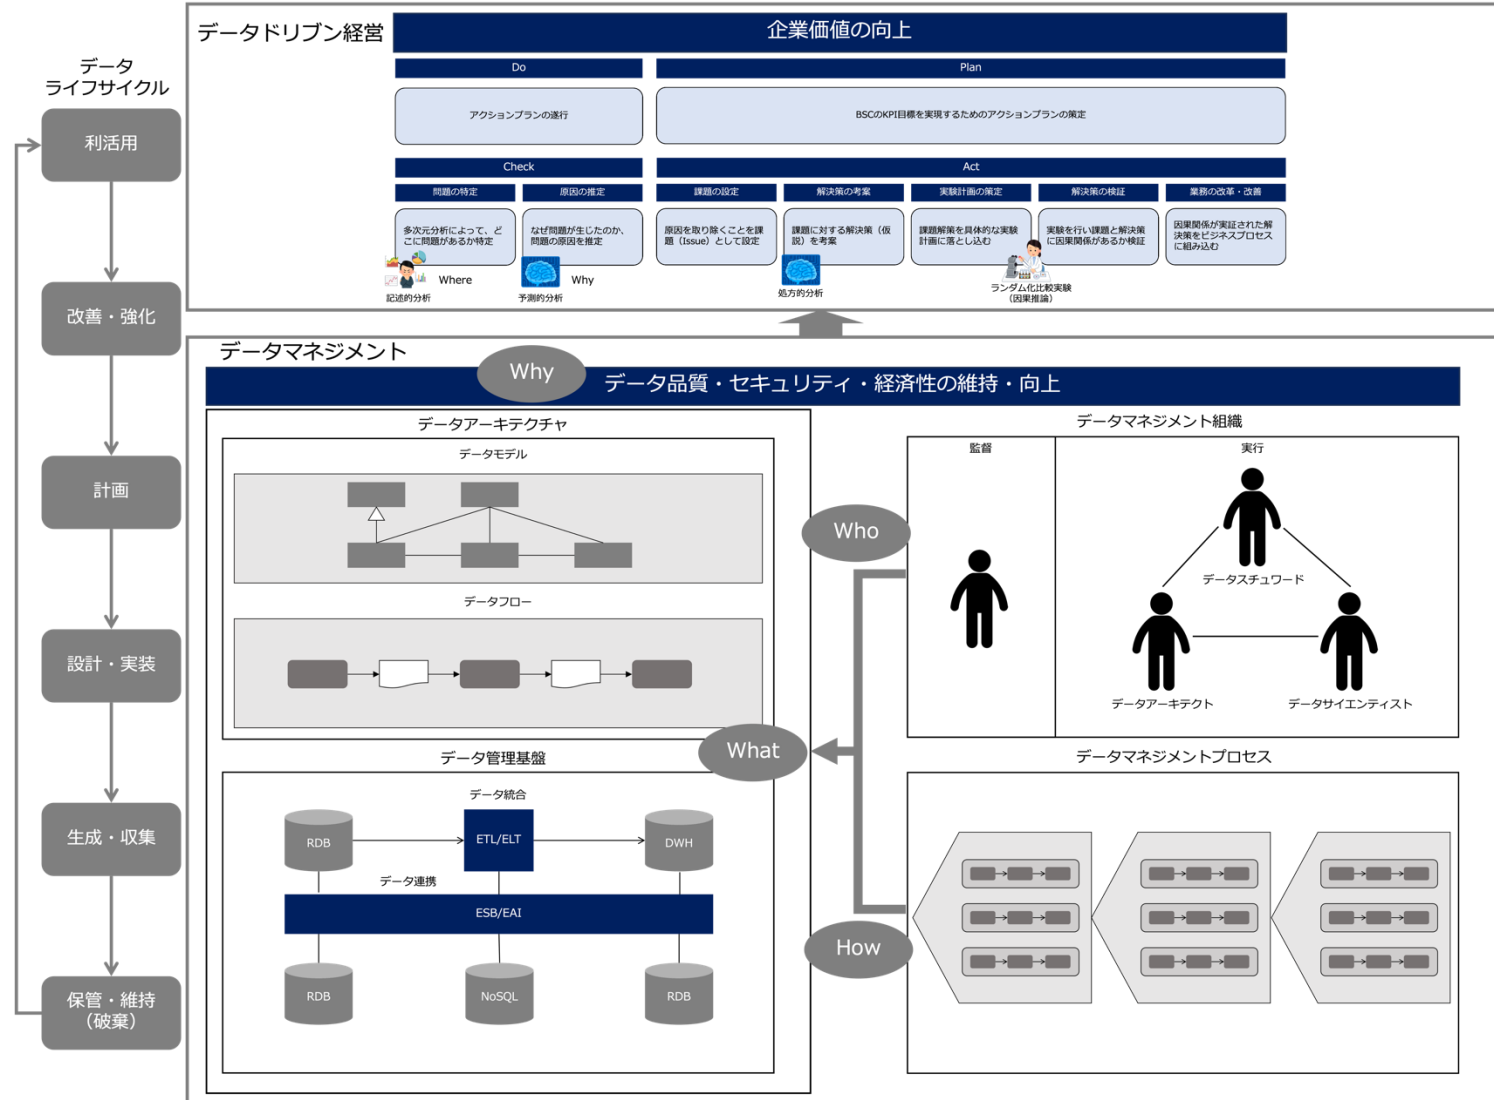 データ
ライフサイクル
利活用
改善・強化
計画
設計・実装
生成・収集
保管・維持
（破棄）
データドリブン経営
企業価値の向上
Do
Plan
アクションプランの遂行
BSCのKPI目標を実現するためのアクションプランの策定
Check
Act
問題の特定
原因の推定
課題の設定
解決策の考案
実験計画の策定
解決策の検証
業務の改革・改善
多次元分析によって、ど
こに問題があるか特定
なぜ問題が生じたのか、
問題の原因を推定
原因を取り除くことを課
題（Issue）として設定
課題に対する解決策（仮
説）を考案
課題解策を具体的な実験
計画に落とし込む
実験を行い課題と解決策
に因果関係があるか検証
因果関係が実証された解
決策をビジネスプロセス
に組み込む
Where
Why
記述的分析
予測的分析
処方的分析
ランダム化比較実験
（因果推論）
データマネジメント
Why
データ品質・セキュリティ・経済性の維持・向上
データアーキテクチャ
データモデル
データフロー
What
データ管理基盤
データ統合
RDB
ETL/ELT
DWH
データ連携
ESB/EAI
RDB
NoSQL
RDB
Who
How
データマネジメント組織
監督
実行
データスチュワード
データアーキテクト
データサイエンティスト
データマネジメントプロセス